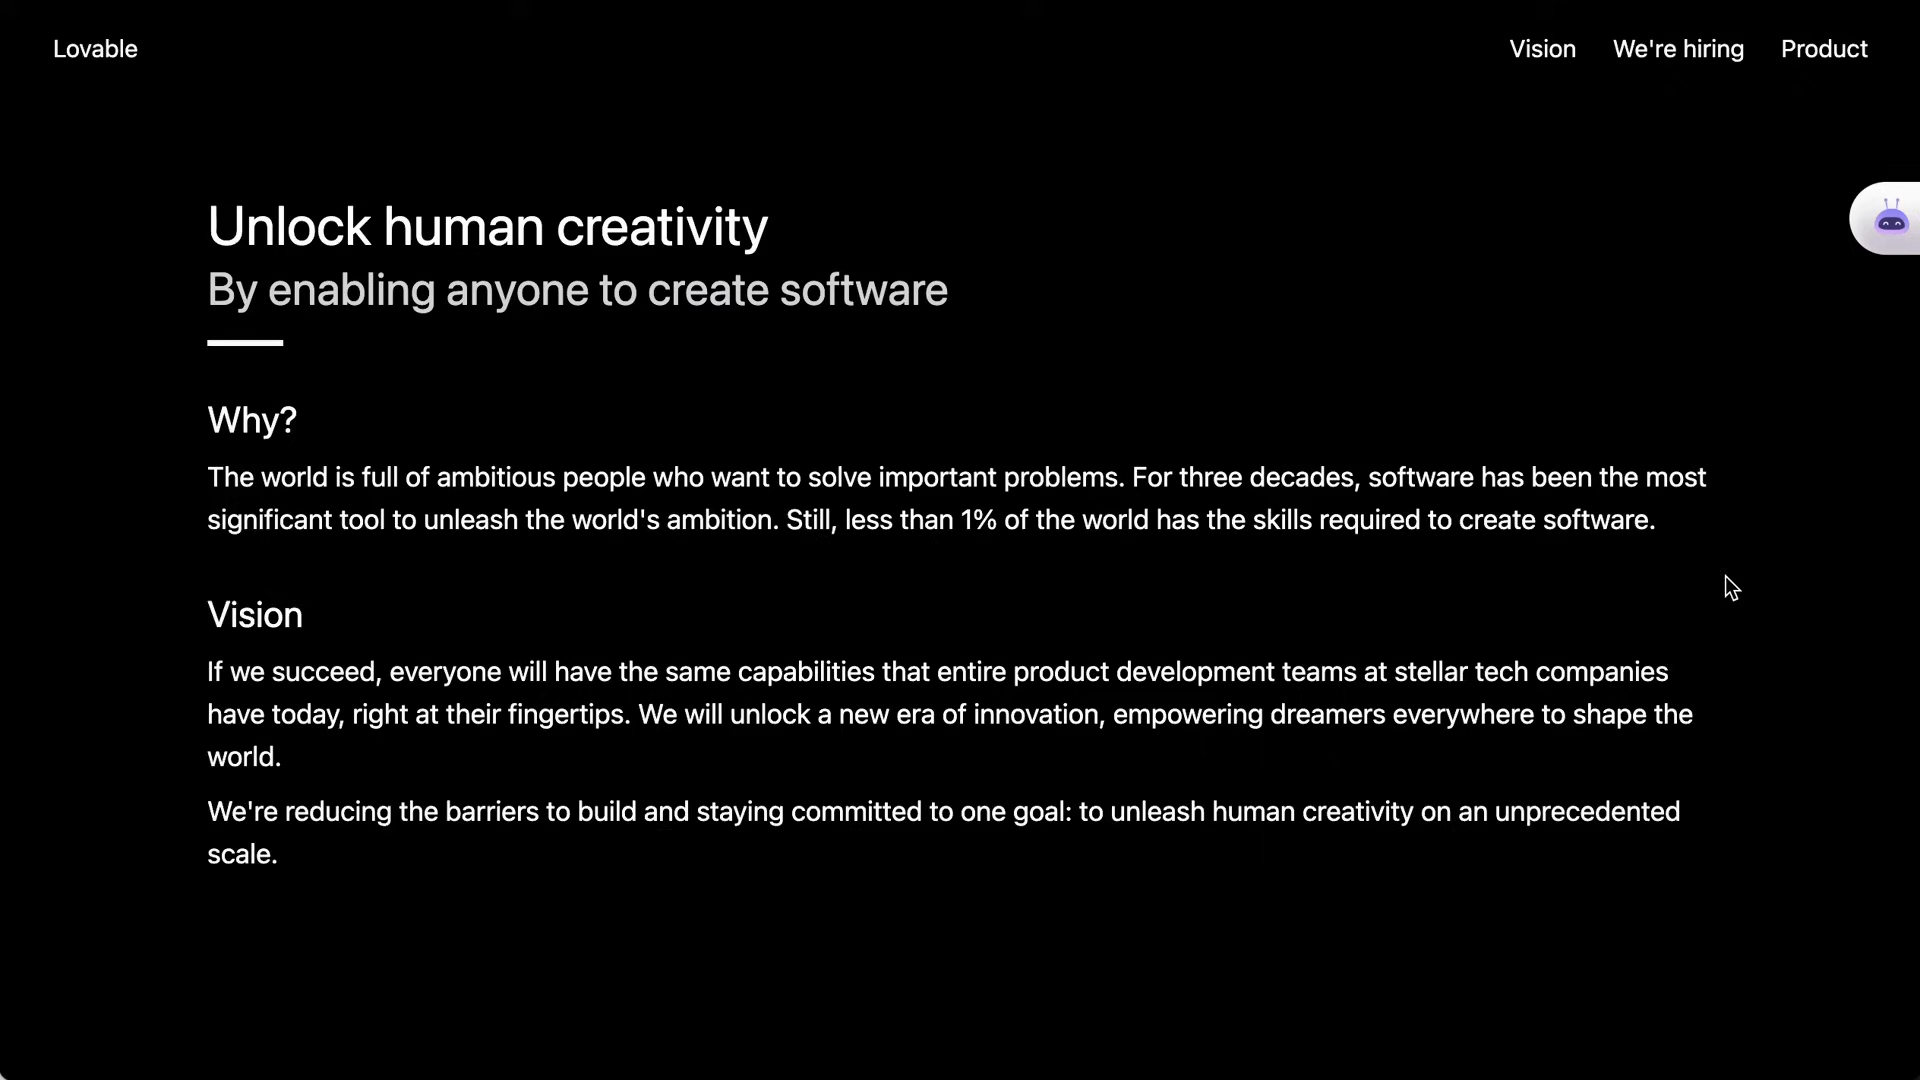 Lovable
Vision
We're hiring
Product
Unlock human creativity
By enabling anyone to create software
Why?
The world is full of ambitious people who want to solve important problems. For three decades, software has been the most
significant tool to unleash the world's ambition. Still, less than 1% of the world has the skills required to create software.
Vision
If we succeed, everyone will have the same capabilities that entire product development teams at stellar tech companies
have today, right at their fingertips. We will unlock a new era of innovation, empowering dreamers everywhere to shape the
world.
We're reducing the barriers to build and staying committed to one goal: to unleash human creativity on an unprecedented
scale.